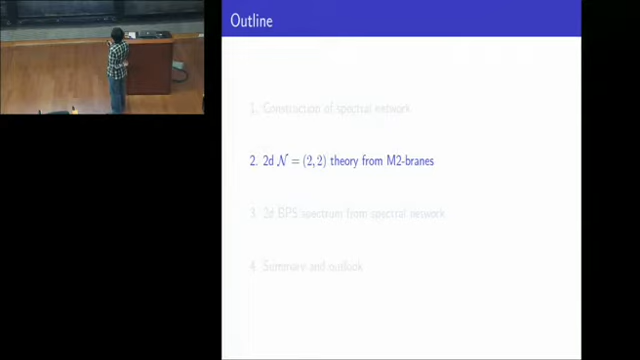 Outline
1. Construction of spectral network
2. 2d N = (2, 2) theory from M2-branes
3. 2d BPS spectrum from spectral network
4. Summary and outlook